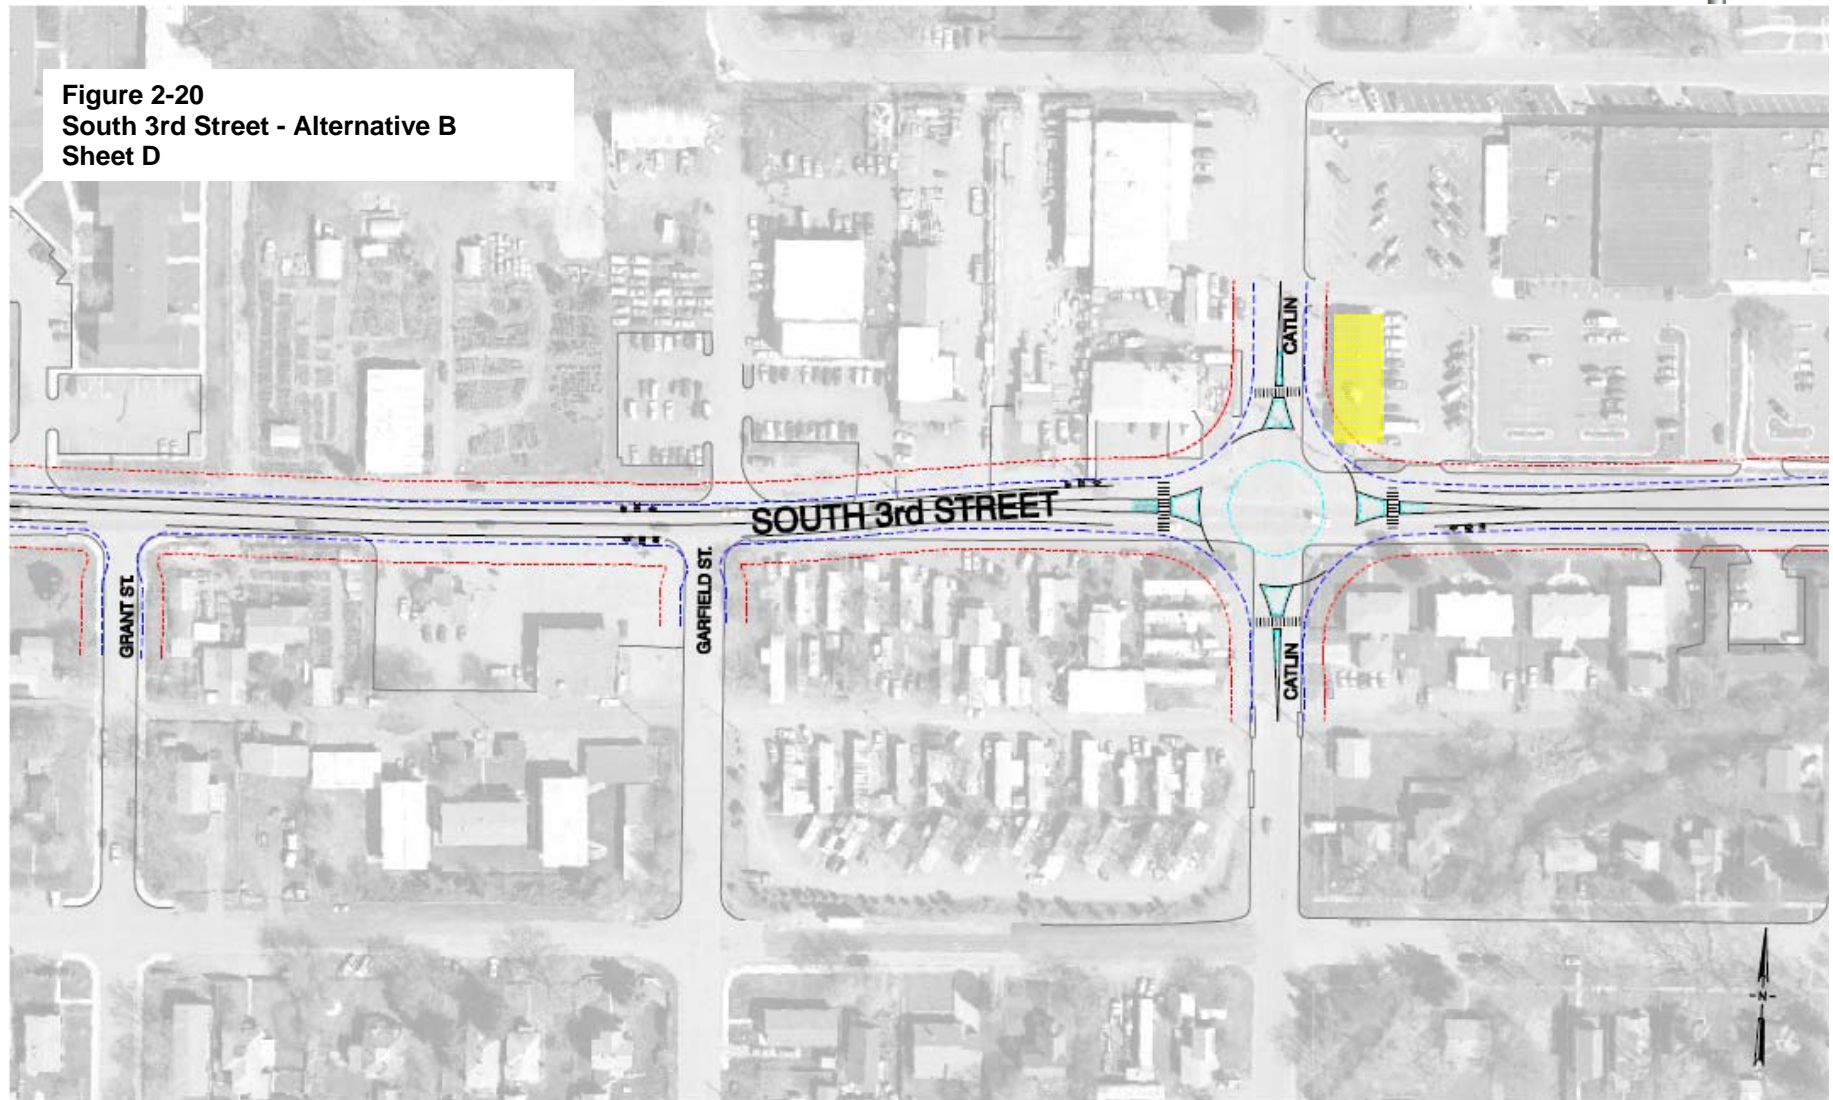 Figure 2-20
South 3rd Street - Alternative B
Sheet D
CATLIN
SOUTH 3rd STREET
GRANT ST.
GARFIELD ST.
CATLIN
-N-